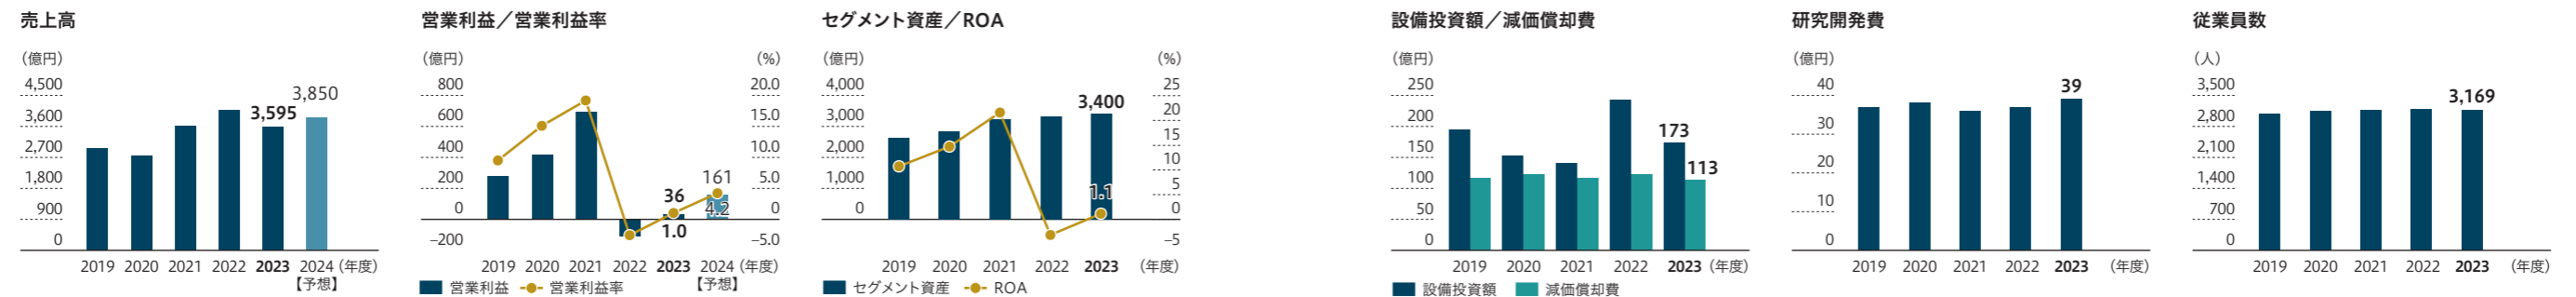 売上高
（億円）
4,500
3,600
2,700
1,800
900
0
3,595
3,850
2019 2020 2021 2022 2023 2024（年度）
【予想】
営業利益／営業利益率
（億円） （%）
800 20.0
600 15.0
400 10.0
200 5.0
0 0
−200 −5.0
36
1.0
161
4.2
2019 2020 2021 2022 2023 2024（年度）
【予想】
営業利益 営業利益率
セグメント資産／ROA
（億円） （%）
4,000
3,000
2,000
1,000
0
25
20
15
10
5
0
−5
3,400
1.1
2019 2020 2021 2022 2023 （年度）
セグメント資産 ROA
設備投資額／減価償却費
（億円）
250
200
150
100
50
0
173
113
2019 2020 2021 2022 2023（年度）
設備投資額 減価償却費
研究開発費
（億円）
40
30
20
10
0
39
2019 2020 2021 2022 2023 （年度）
従業員数
（人）
3,500
2,800
2,100
1,400
700
0
3,169
2019 2020 2021 2022 2023 （年度）